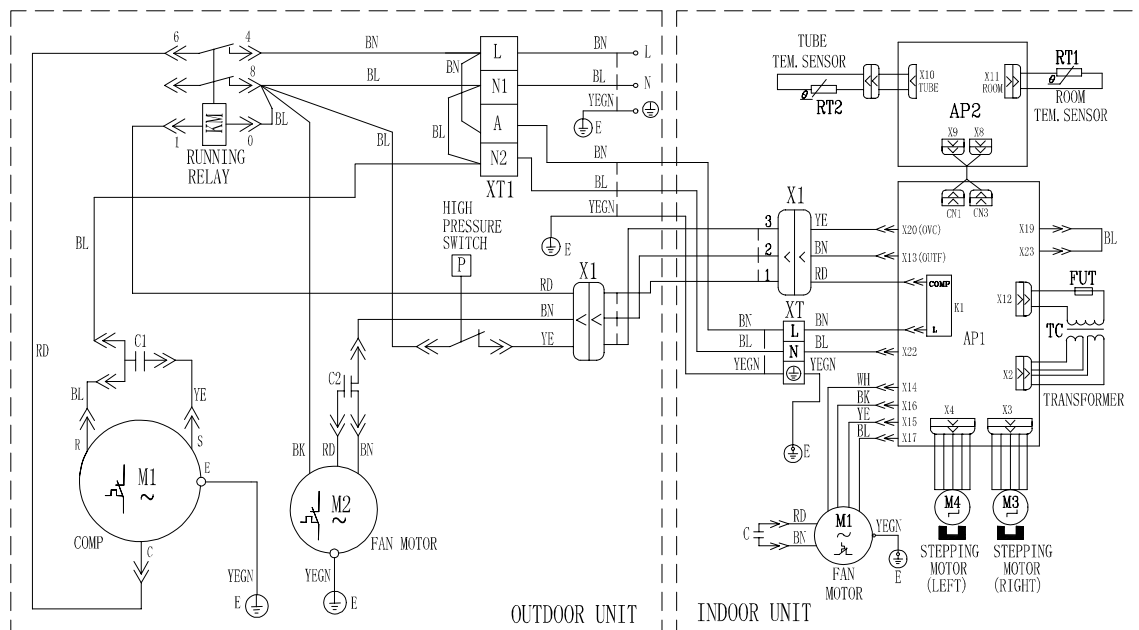 6
4
BN
8
BL
BL
1
0
KM
RUNNING
RELAY
L
N1
A
N2
XT1
BN
BL
BN
L
BL
N
YEGN
E
BN
BL
YEGN
E
BL
HIGH
PRESSURE
SWITCH
P
X1
RD
BN
YE
BL
RD
C1
BL
YE
R
S
E
M1
~
COMP
C
YEGN
E
C2
BK
RD
BN
M2
~
FAN MOTOR
YEGN
E
OUTDOOR UNIT
TUBE
TEM. SENSOR
θ
RT2
X10
TUBE
X11
ROOM
RT1
θ
ROOM
TEM. SENSOR
AP2
X9
X8
CN1
CN3
X1
3
YE
X20(OVC)
2
BN
X13(OUTF)
1
RD
COMP
K1
L
AP1
XT
BN
L
BN
BL
N
BL
X22
YEGN
YEGN
E
X19
X23
BL
X12
FUT
TC
X2
TRANSFORMER
WH
X14
BK
X16
YE
X15
BL
X17
X4
X3
M4
M3
STEPPING
MOTOR
(LEFT)
STEPPING
MOTOR
(RIGHT)
C
RD
BN
M1
~
YEGN
E
FAN
MOTOR
INDOOR UNIT